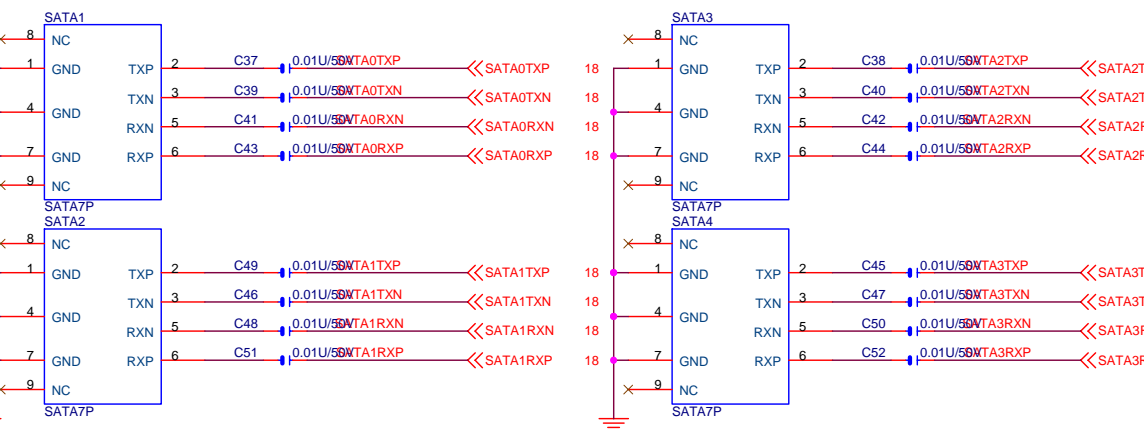 SATA1 SATA3
8 NC 8 NC
1 GND TXP 2 C37 0.01U/50V SATA0TXP SATA0TXP 18 1 GND TXP 2 C38 0.01U/50V SATA2TXP SATA2T
TXN 3 C39 0.01U/50V SATA0TXN SATA0TXN 18 TXN 3 C40 0.01U/50V SATA2TXN SATA2T
4 GND 4 GND
RXN 5 C41 0.01U/50V SATA0RXN SATA0RXN 18 RXN 5 C42 0.01U/50V SATA2RXN SATA2R
7 GND RXP 6 C43 0.01U/50V SATA0RXP SATA0RXP 18 7 GND RXP 6 C44 0.01U/50V SATA2RXP SATA2R
9 NC 9 NC
SATA7P SATA7P
SATA2 SATA4
8 NC 8 NC
1 GND TXP 2 C49 0.01U/50V SATA1TXP SATA1TXP 18 1 GND TXP 2 C45 0.01U/50V SATA3TXP SATA3T
TXN 3 C46 0.01U/50V SATA1TXN SATA1TXN 18 TXN 3 C47 0.01U/50V SATA3TXN SATA3T
4 GND 4 GND
RXN 5 C48 0.01U/50V SATA1RXN SATA1RXN 18 RXN 5 C50 0.01U/50V SATA3RXN SATA3R
7 GND RXP 6 C51 0.01U/50V SATA1RXP SATA1RXP 18 7 GND RXP 6 C52 0.01U/50V SATA3RXP SATA3R
9 NC 9 NC
SATA7P SATA7P